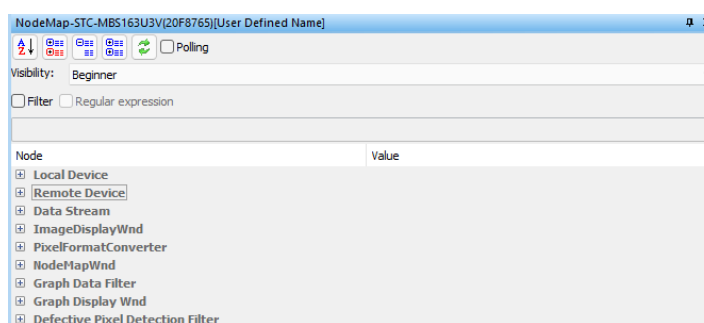 NodeMap-STC-MBS163U3V(20F8765)[User Defined Name]
Polling
Visibility: Beginner
Filter Regular expression
Node Value
Local Device
Remote Device
Data Stream
ImageDisplayWnd
PixelFormatConverter
NodeMapWnd
Graph Data Filter
Graph Display Wnd
Defective Pixel Detection Filter